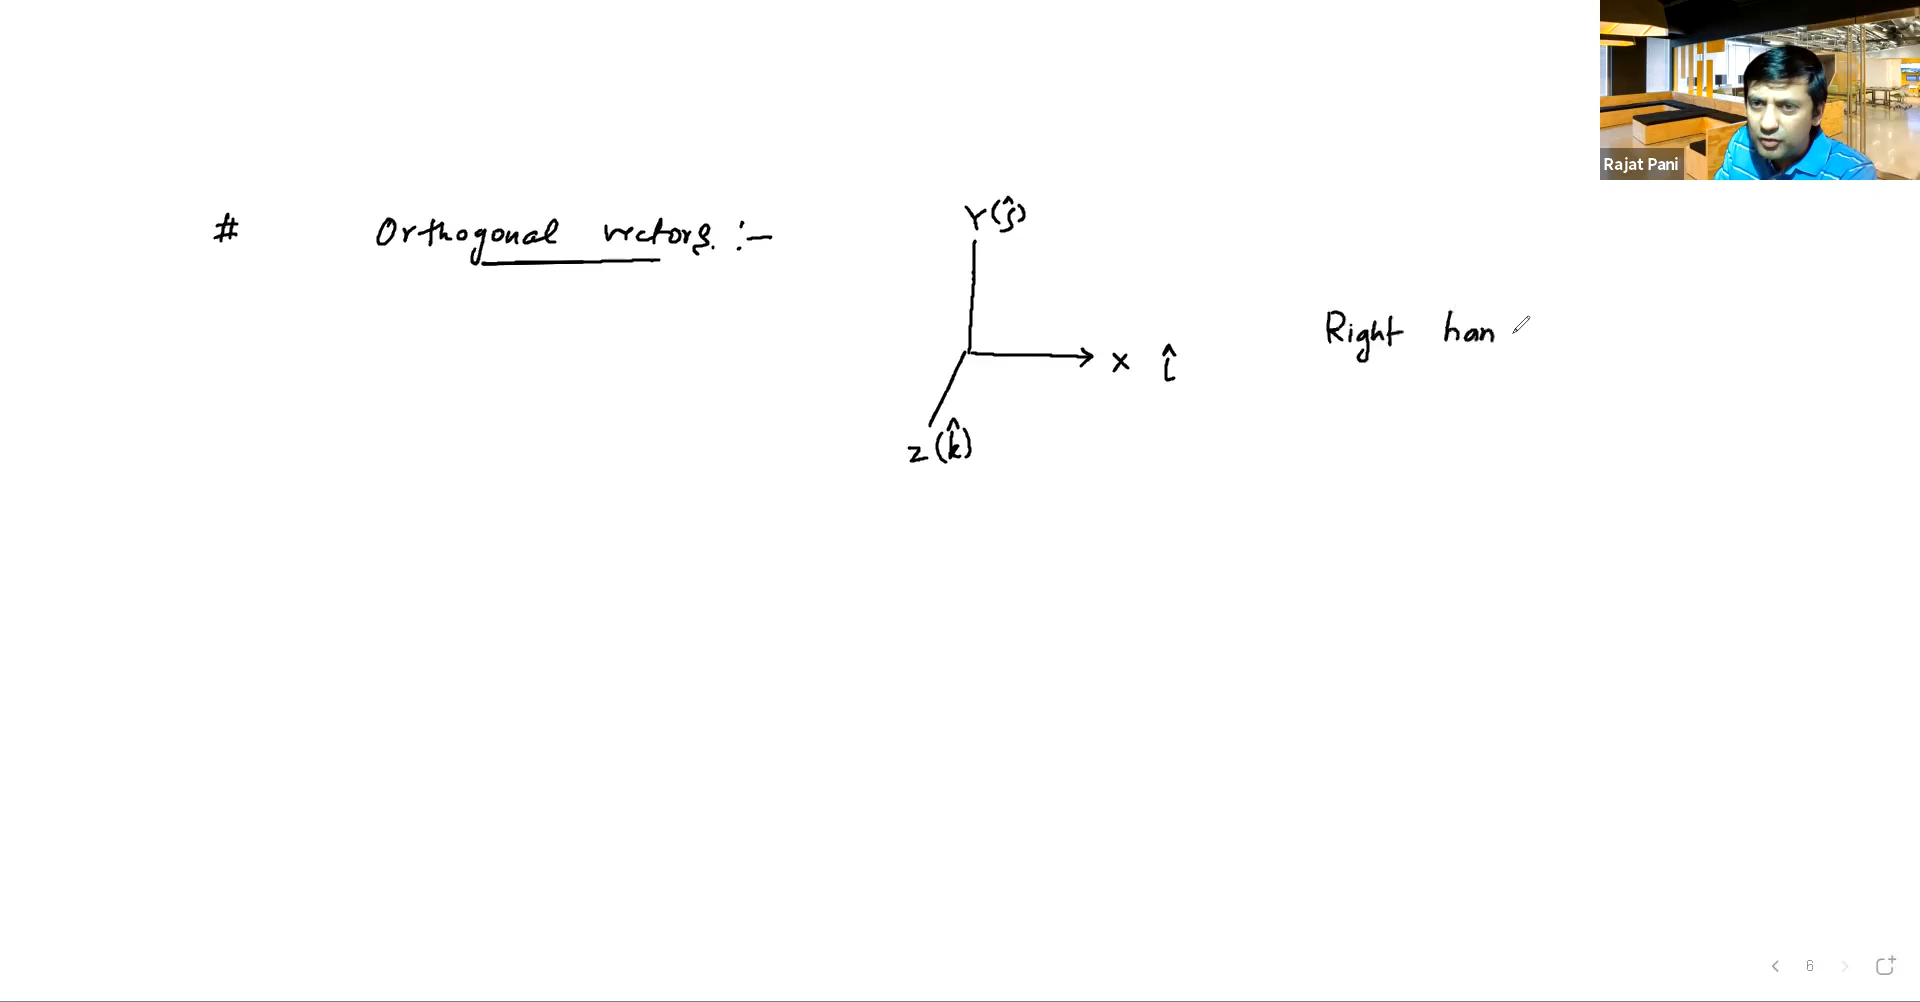 Rajat Pani
# Orthogonal vectors :-
Y(ĵ)
Right han
X î
Z(k̂)
6